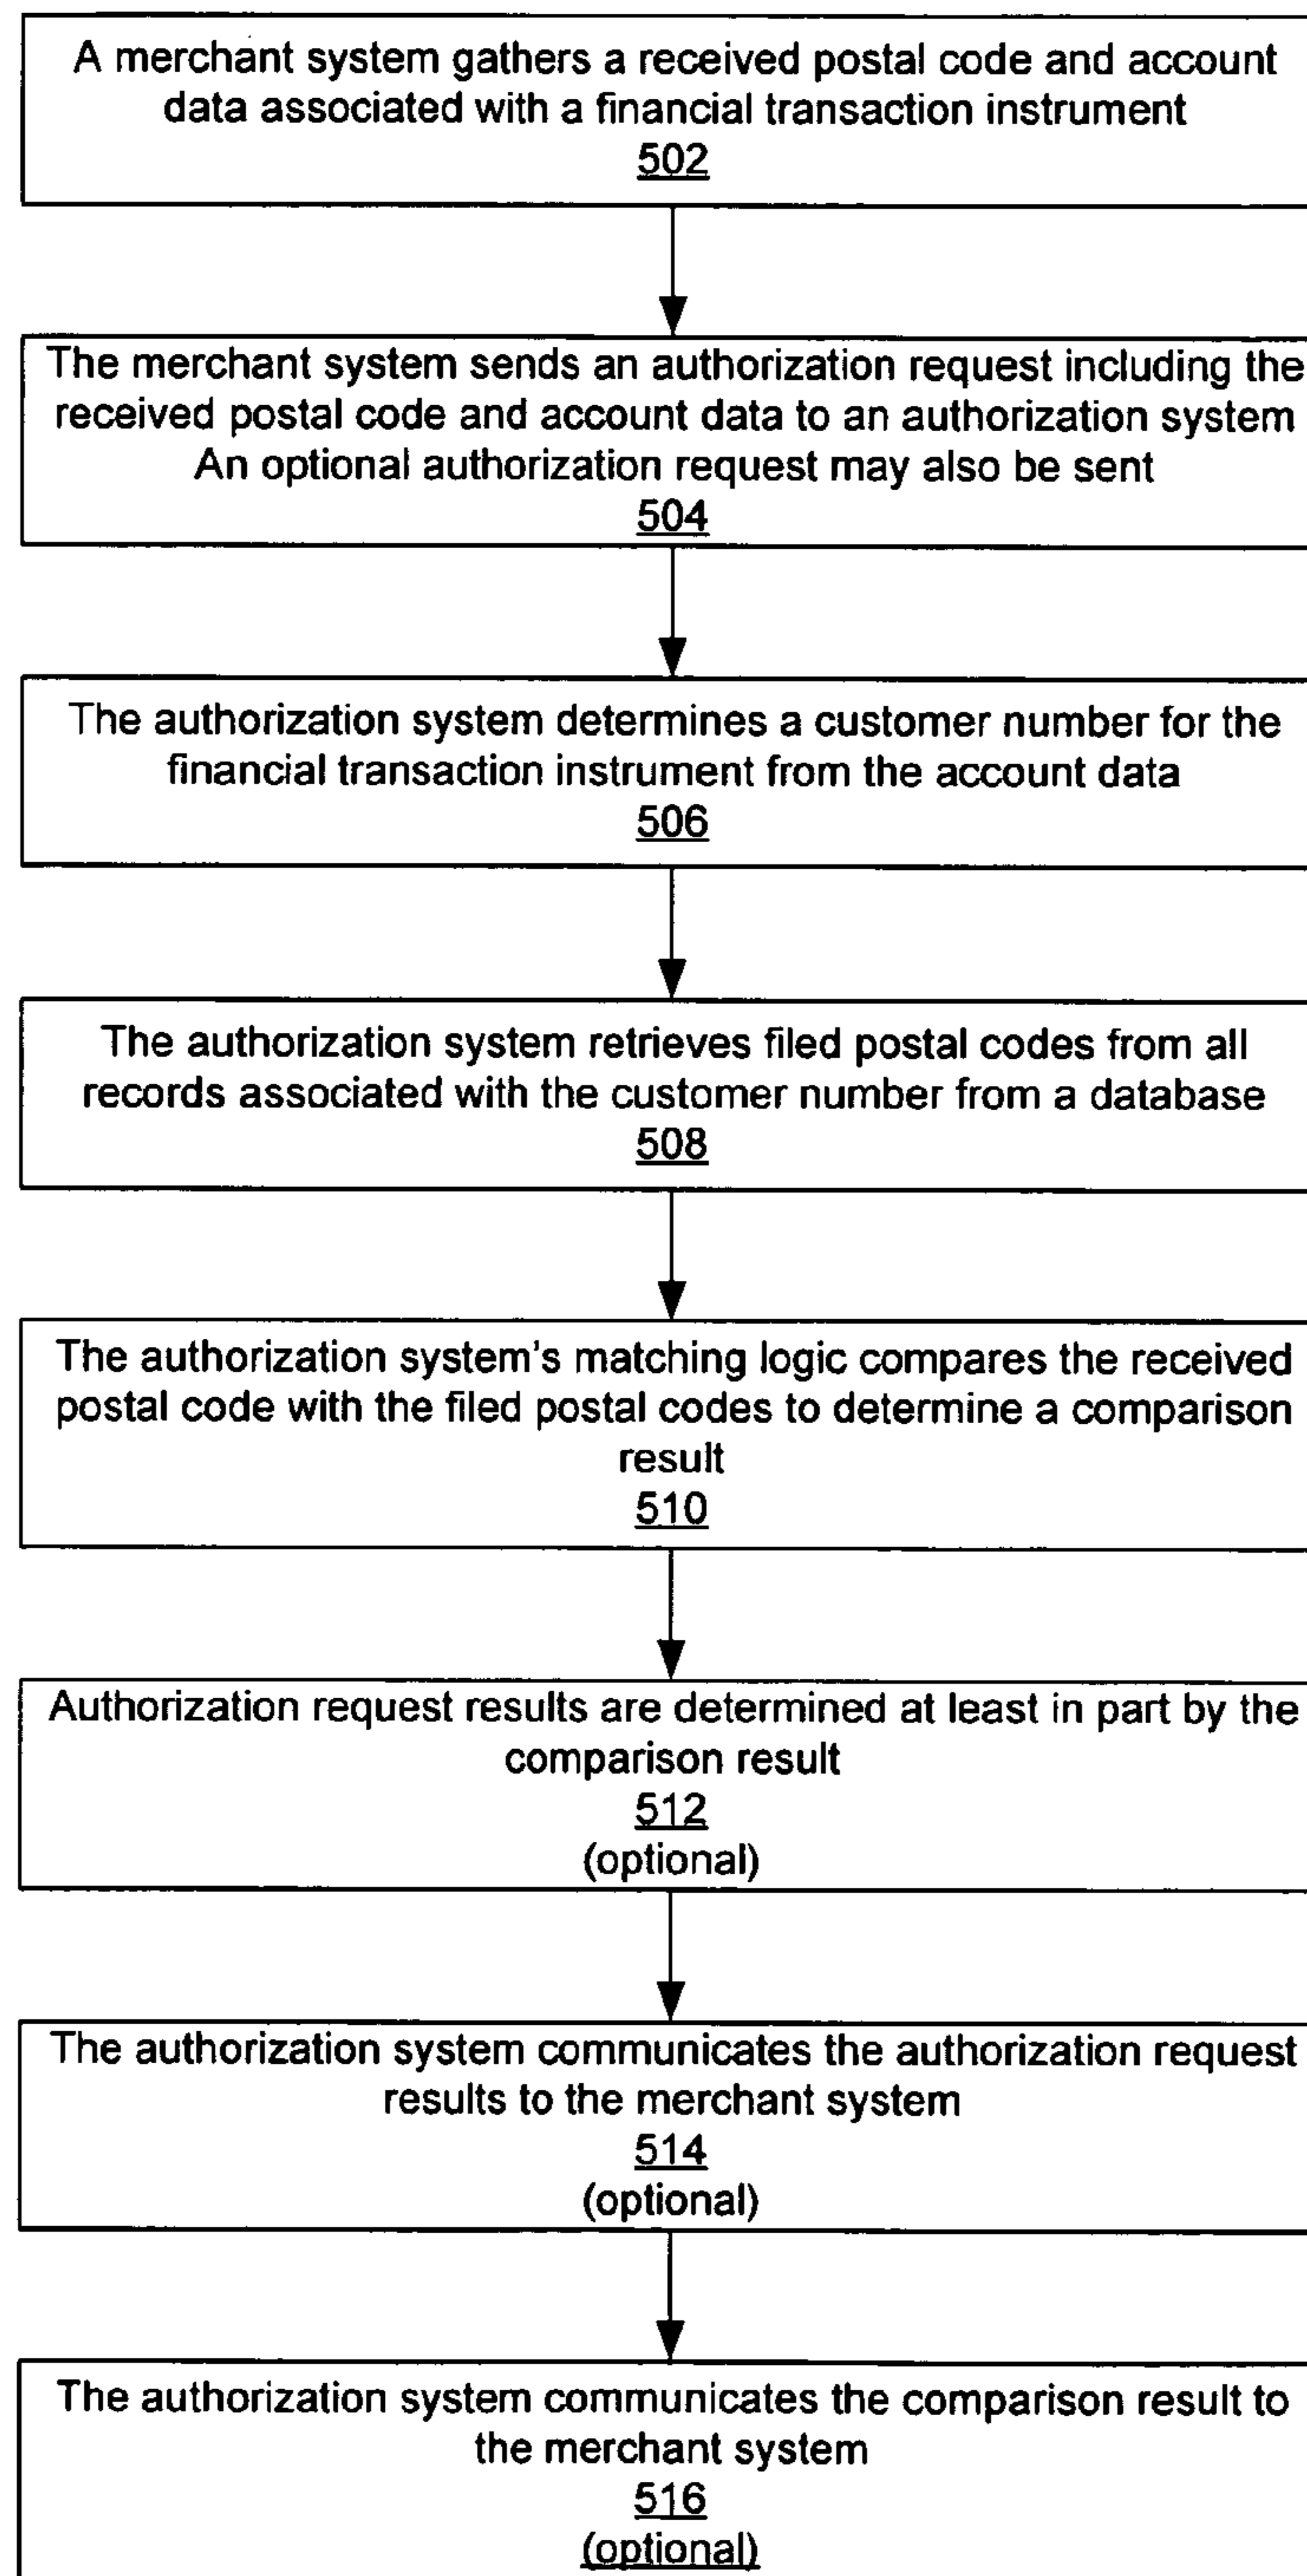 A merchant system gathers a received postal code and account
data associated with a financial transaction instrument
502
The merchant system sends an authorization request including the
received postal code and account data to an authorization system
An optional authorization request may also be sent
504
The authorization system determines a customer number for the
financial transaction instrument from the account data
506
The authorization system retrieves filed postal codes from all
records associated with the customer number from a database
508
The authorization system's matching logic compares the received
postal code with the filed postal codes to determine a comparison
result
510
Authorization request results are determined at least in part by the
comparison result
512
(optional)
The authorization system communicates the authorization request
results to the merchant system
514
(optional)
The authorization system communicates the comparison result to
the merchant system
516
(optional)